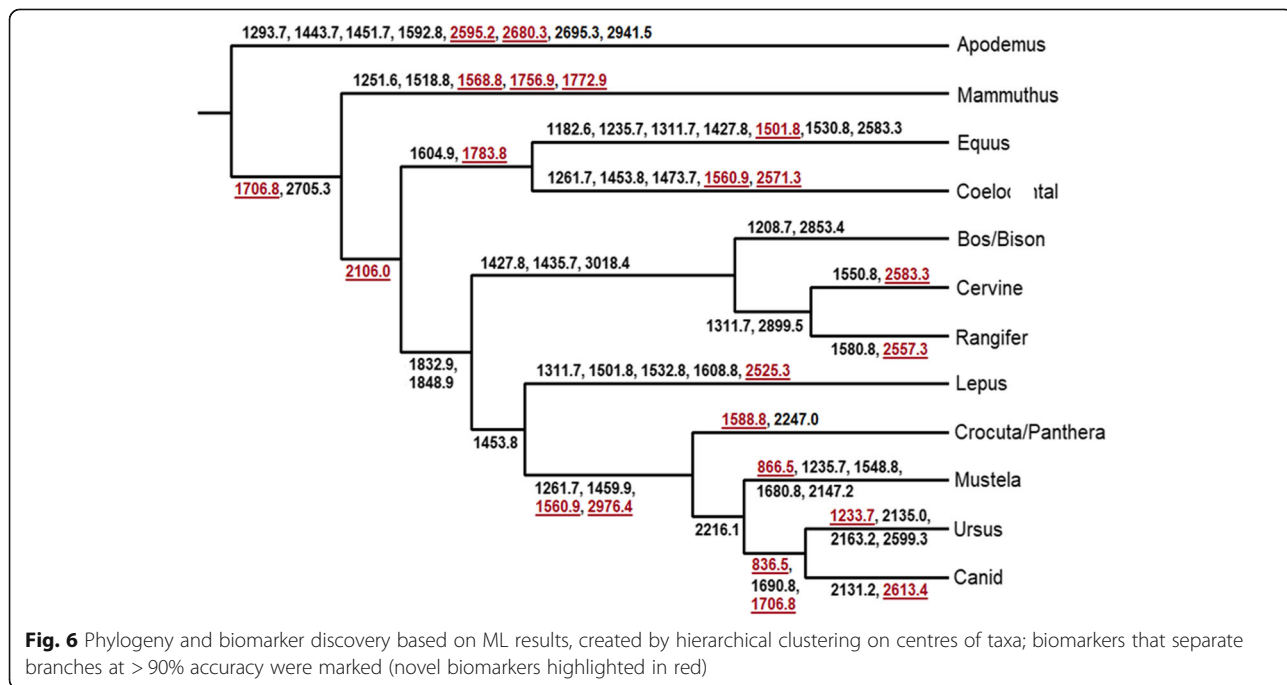 1293.7, 1443.7, 1451.7, 1592.8, 2595.2, 2680.3, 2695.3, 2941.5
Apodemus
1251.6, 1518.8, 1568.8, 1756.9, 1772.9
Mammuthus
1182.6, 1235.7, 1311.7, 1427.8, 1501.8, 1530.8, 2583.3
Equus
1604.9, 1783.8
1261.7, 1453.8, 1473.7, 1560.9, 2571.3
1706.8, 2705.3
1208.7, 2853.4
Bos/Bison
2106.0
1427.8, 1435.7, 3018.4
1550.8, 2583.3
Cervine
1311.7, 2899.5
Rangifer
1580.8, 2557.3
1832.9,
1848.9
1311.7, 1501.8, 1532.8, 1608.8, 2525.3
Lepus
1588.8, 2247.0
Crocuta/Panthera
1453.8
866.5, 1235.7, 1548.8,
1680.8, 2147.2
Mustela
1261.7, 1459.9,
1560.9, 2976.4
1233.7, 2135.0,
2163.2, 2599.3
Ursus
2216.1
836.5,
1690.8,
1706.8
2131.2, 2613.4
Canid
Fig. 6 Phylogeny and biomarker discovery based on ML results, created by hierarchical clustering on centres of taxa; biomarkers that separate
branches at > 90% accuracy were marked (novel biomarkers highlighted in red)